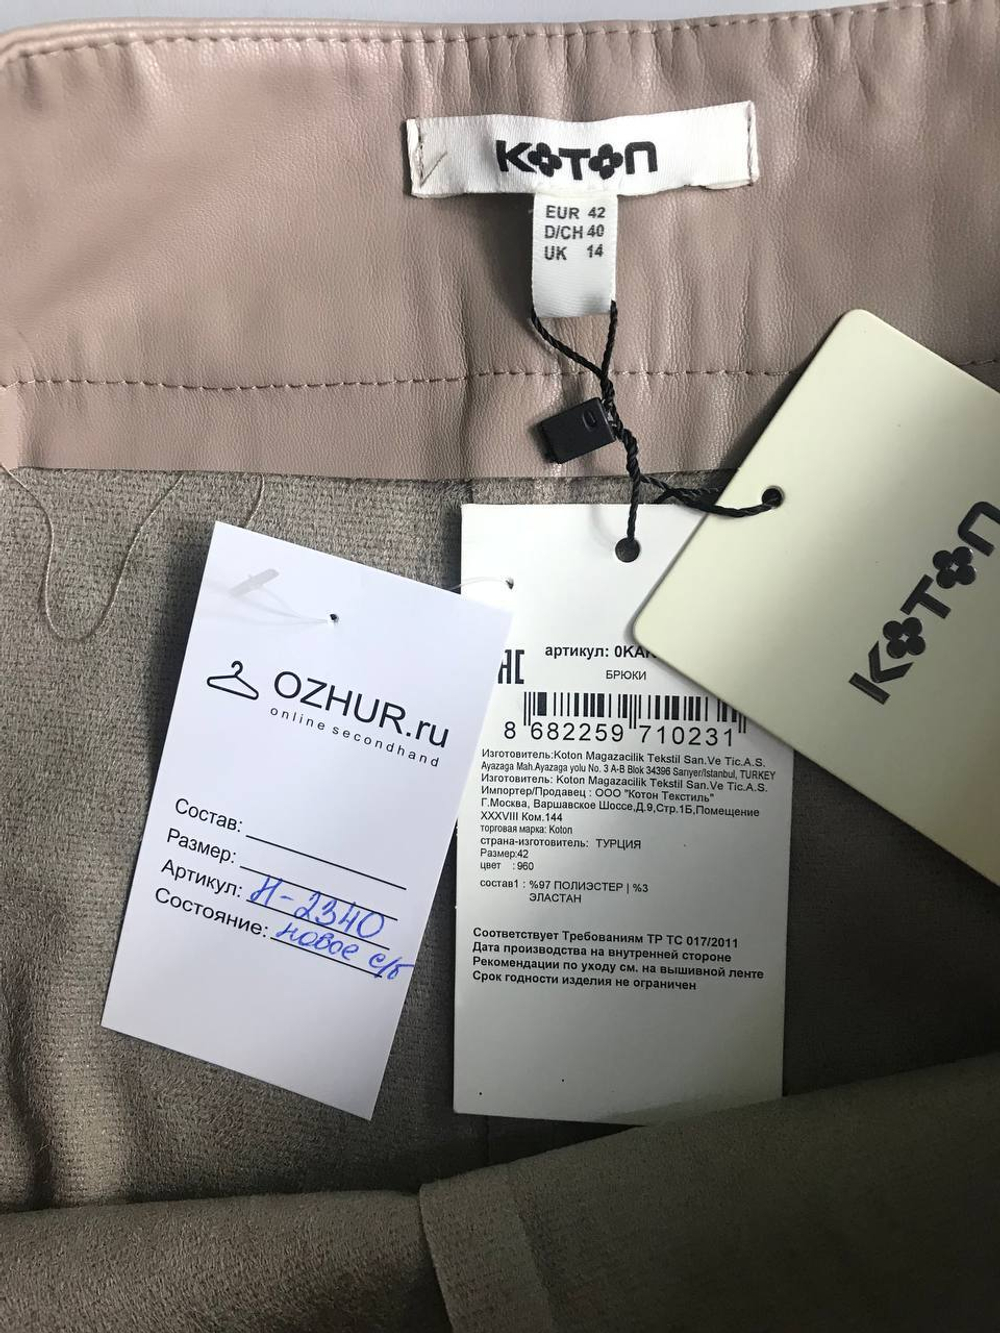 KOTON
EUR 42
D/CH 40
UK 14
KOTON
OZHUR.ru
online secondhand
Состав:
Размер:
Артикул: Н-2340
Состояние: новое с/б
артикул:
БРЮКИ
8 682259 710231
Изготовитель:Koton Magazacilik Tekstil San.Ve Tic.A.S.
Ayazaga Mah.Ayazaga yolu No. 3 A-B Blok 34396 Sarıyer/Istanbul, TURKEY
Изготовитель: Koton Magazacilik Tekstil San.Ve Tic.A.S.
Импортер/Продавец : ООО "Котон Текстиль"
Г.Москва, Варшавское Шоссе,Д.9,Стр.1Б,Помещение
XXXVIII Ком.144
торговая марка: Koton
страна-изготовитель: ТУРЦИЯ
Размер:42
цвет : 960
состав1 : %97 ПОЛИЭСТЕР | %3
ЭЛАСТАН
Соответствует Требованиям ТР ТС 017/2011
Дата производства на внутренней стороне
Рекомендации по уходу см. на вышивной ленте
Срок годности изделия не ограничен